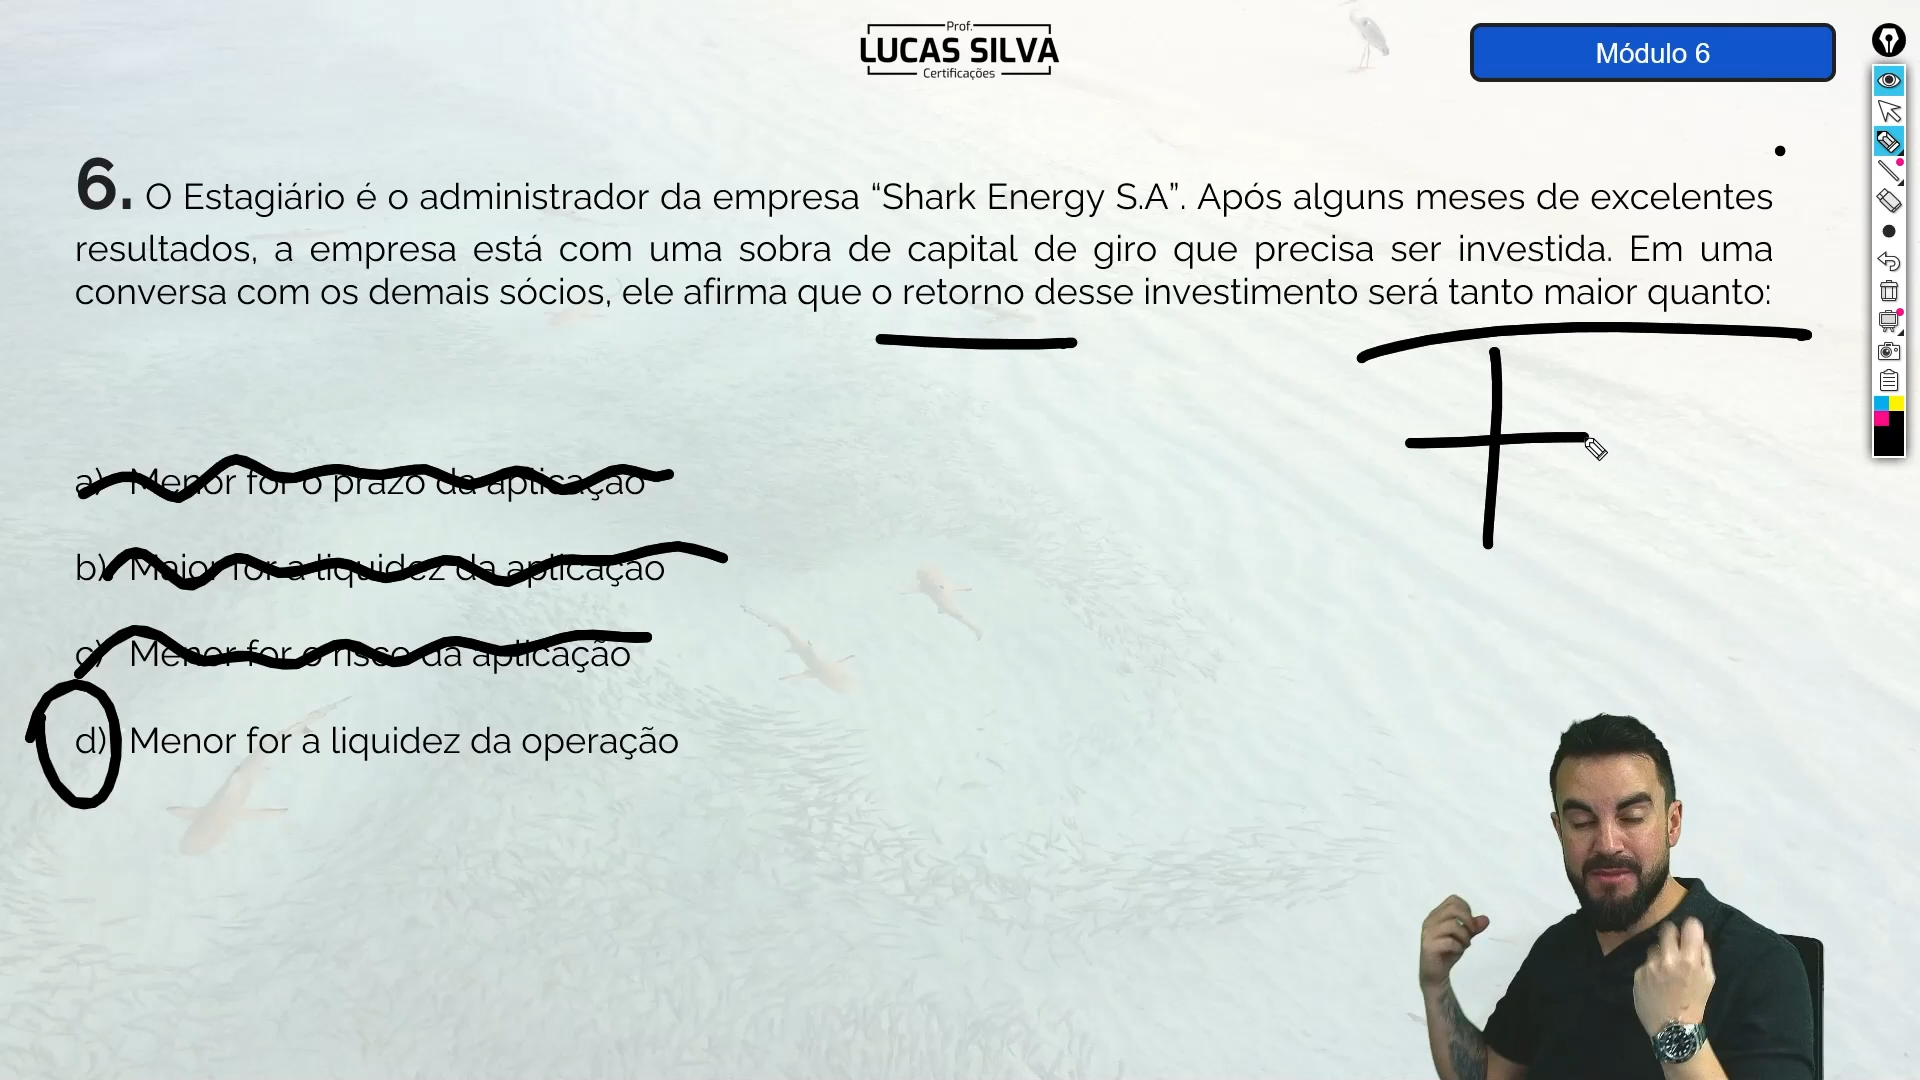 Prof.
LUCAS SILVA
Certificações
Módulo 6
6. O Estagiário é o administrador da empresa “Shark Energy S.A”. Após alguns meses de excelentes
resultados, a empresa está com uma sobra de capital de giro que precisa ser investida. Em uma
conversa com os demais sócios, ele afirma que o retorno desse investimento será tanto maior quanto:
a) Menor for o prazo da aplicação
b) Maior for a liquidez da aplicação
c) Menor for o risco da aplicação
d) Menor for a liquidez da operação